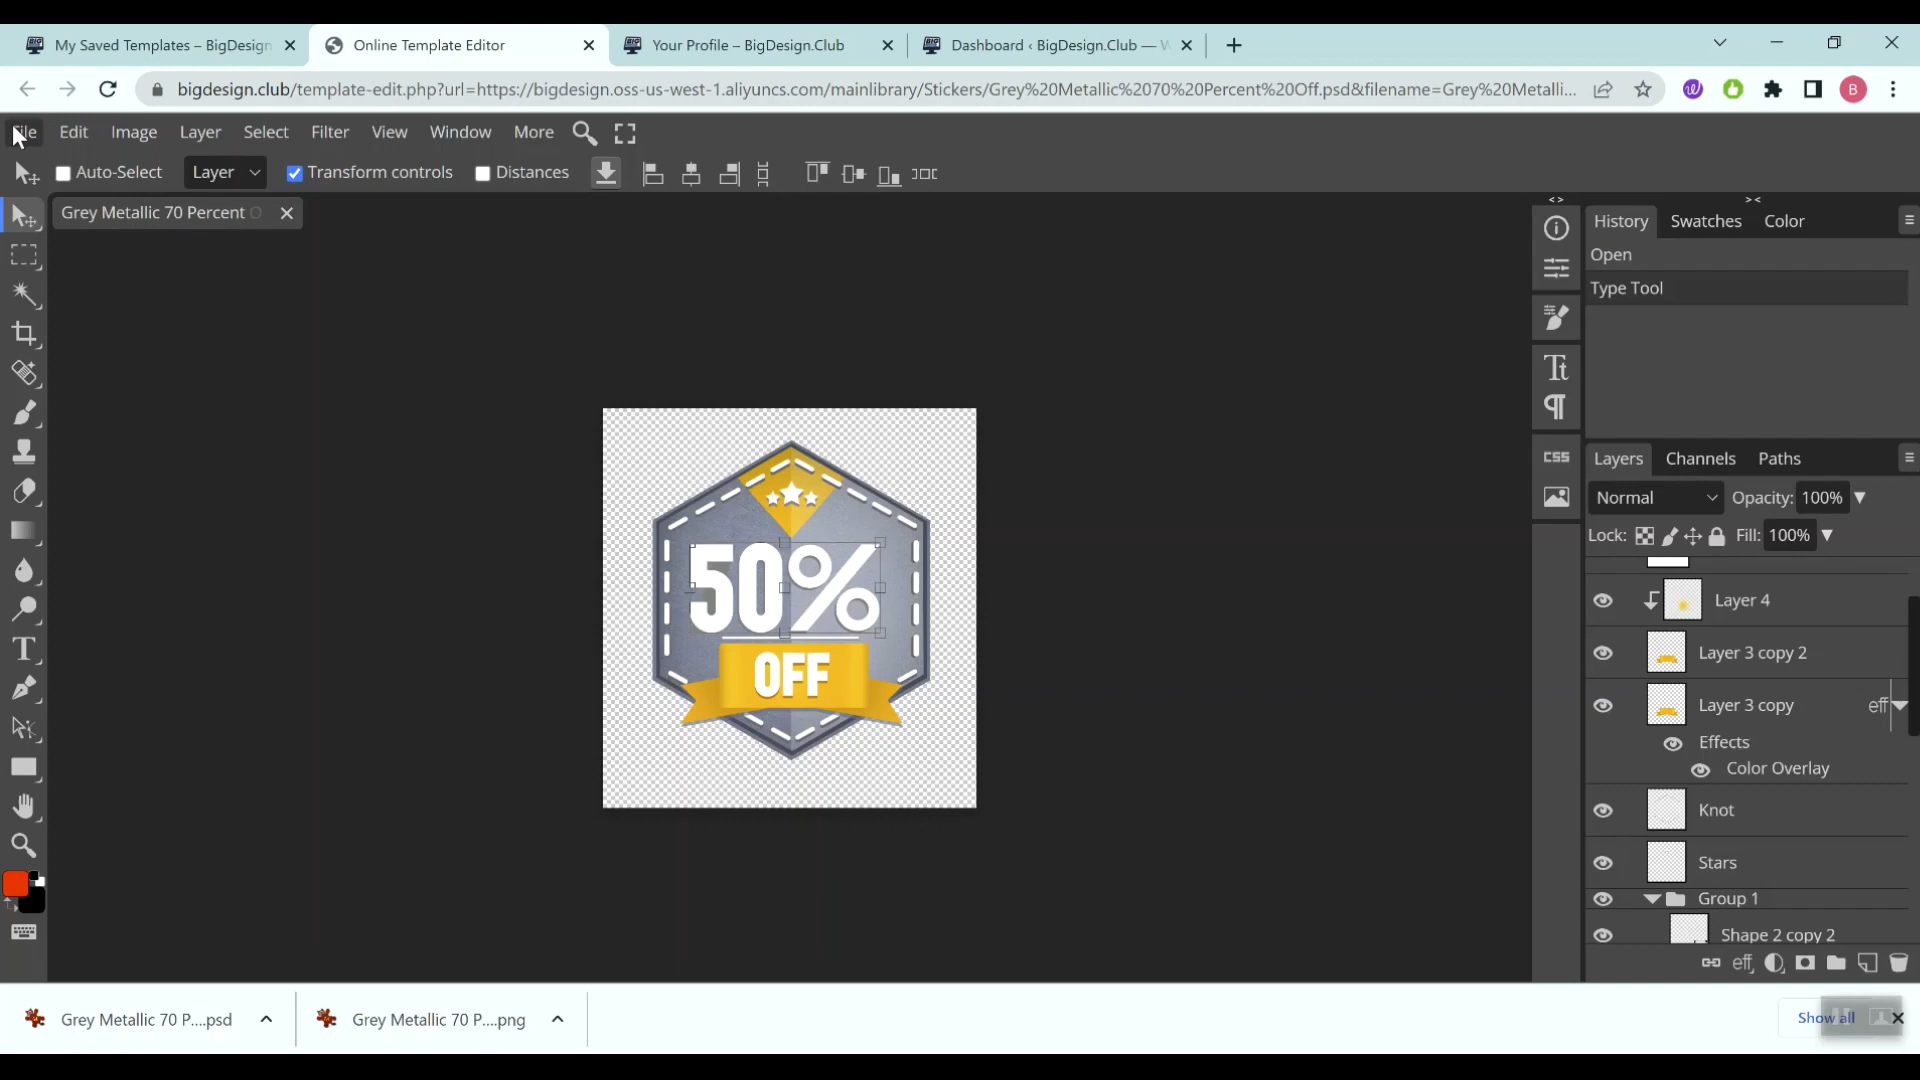 My Saved Templates – BigDesign
Online Template Editor
Your Profile – BigDesign.Club
Dashboard ‹ BigDesign.Club — W
bigdesign.club/template-edit.php?url=https://bigdesign.oss-us-west-1.aliyuncs.com/mainlibrary/Stickers/Grey%20Metallic%2070%20Percent%20Off.psd&filename=Grey%20Metalli...
B
File Edit Image Layer Select Filter View Window More
Auto-Select Layer Transform controls Distances
Grey Metallic 70 Percent O
< >
> <
History Swatches Color
Open
Type Tool
CSS
Layers Channels Paths
Normal Opacity: 100%
Lock: Fill: 100%
Layer 4
Layer 3 copy 2
Layer 3 copy eff
Effects
Color Overlay
Knot
Stars
Group 1
Shape 2 copy 2
eff
50%
OFF
Grey Metallic 70 P....psd
Grey Metallic 70 P....png
Show all